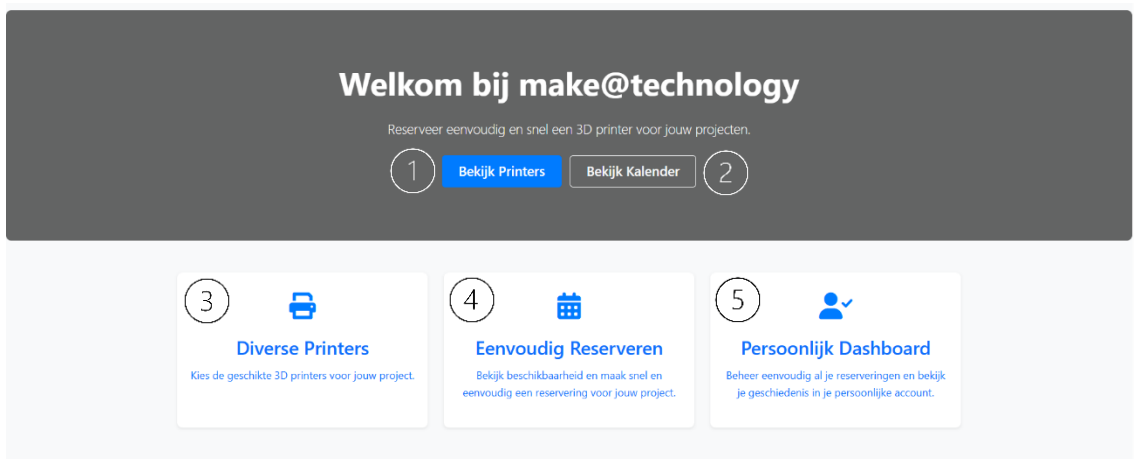 Welkom bij make@technology
Reserveer eenvoudig en snel een 3D printer voor jouw projecten.
1 Bekijk Printers Bekijk Kalender 2
3
Diverse Printers
Kies de geschikte 3D printers voor jouw project.
4
Eenvoudig Reserveren
Bekijk beschikbaarheid en maak snel en
eenvoudig een reservering voor jouw project.
5
Persoonlijk Dashboard
Beheer eenvoudig al je reserveringen en bekijk
je geschiedenis in je persoonlijke account.